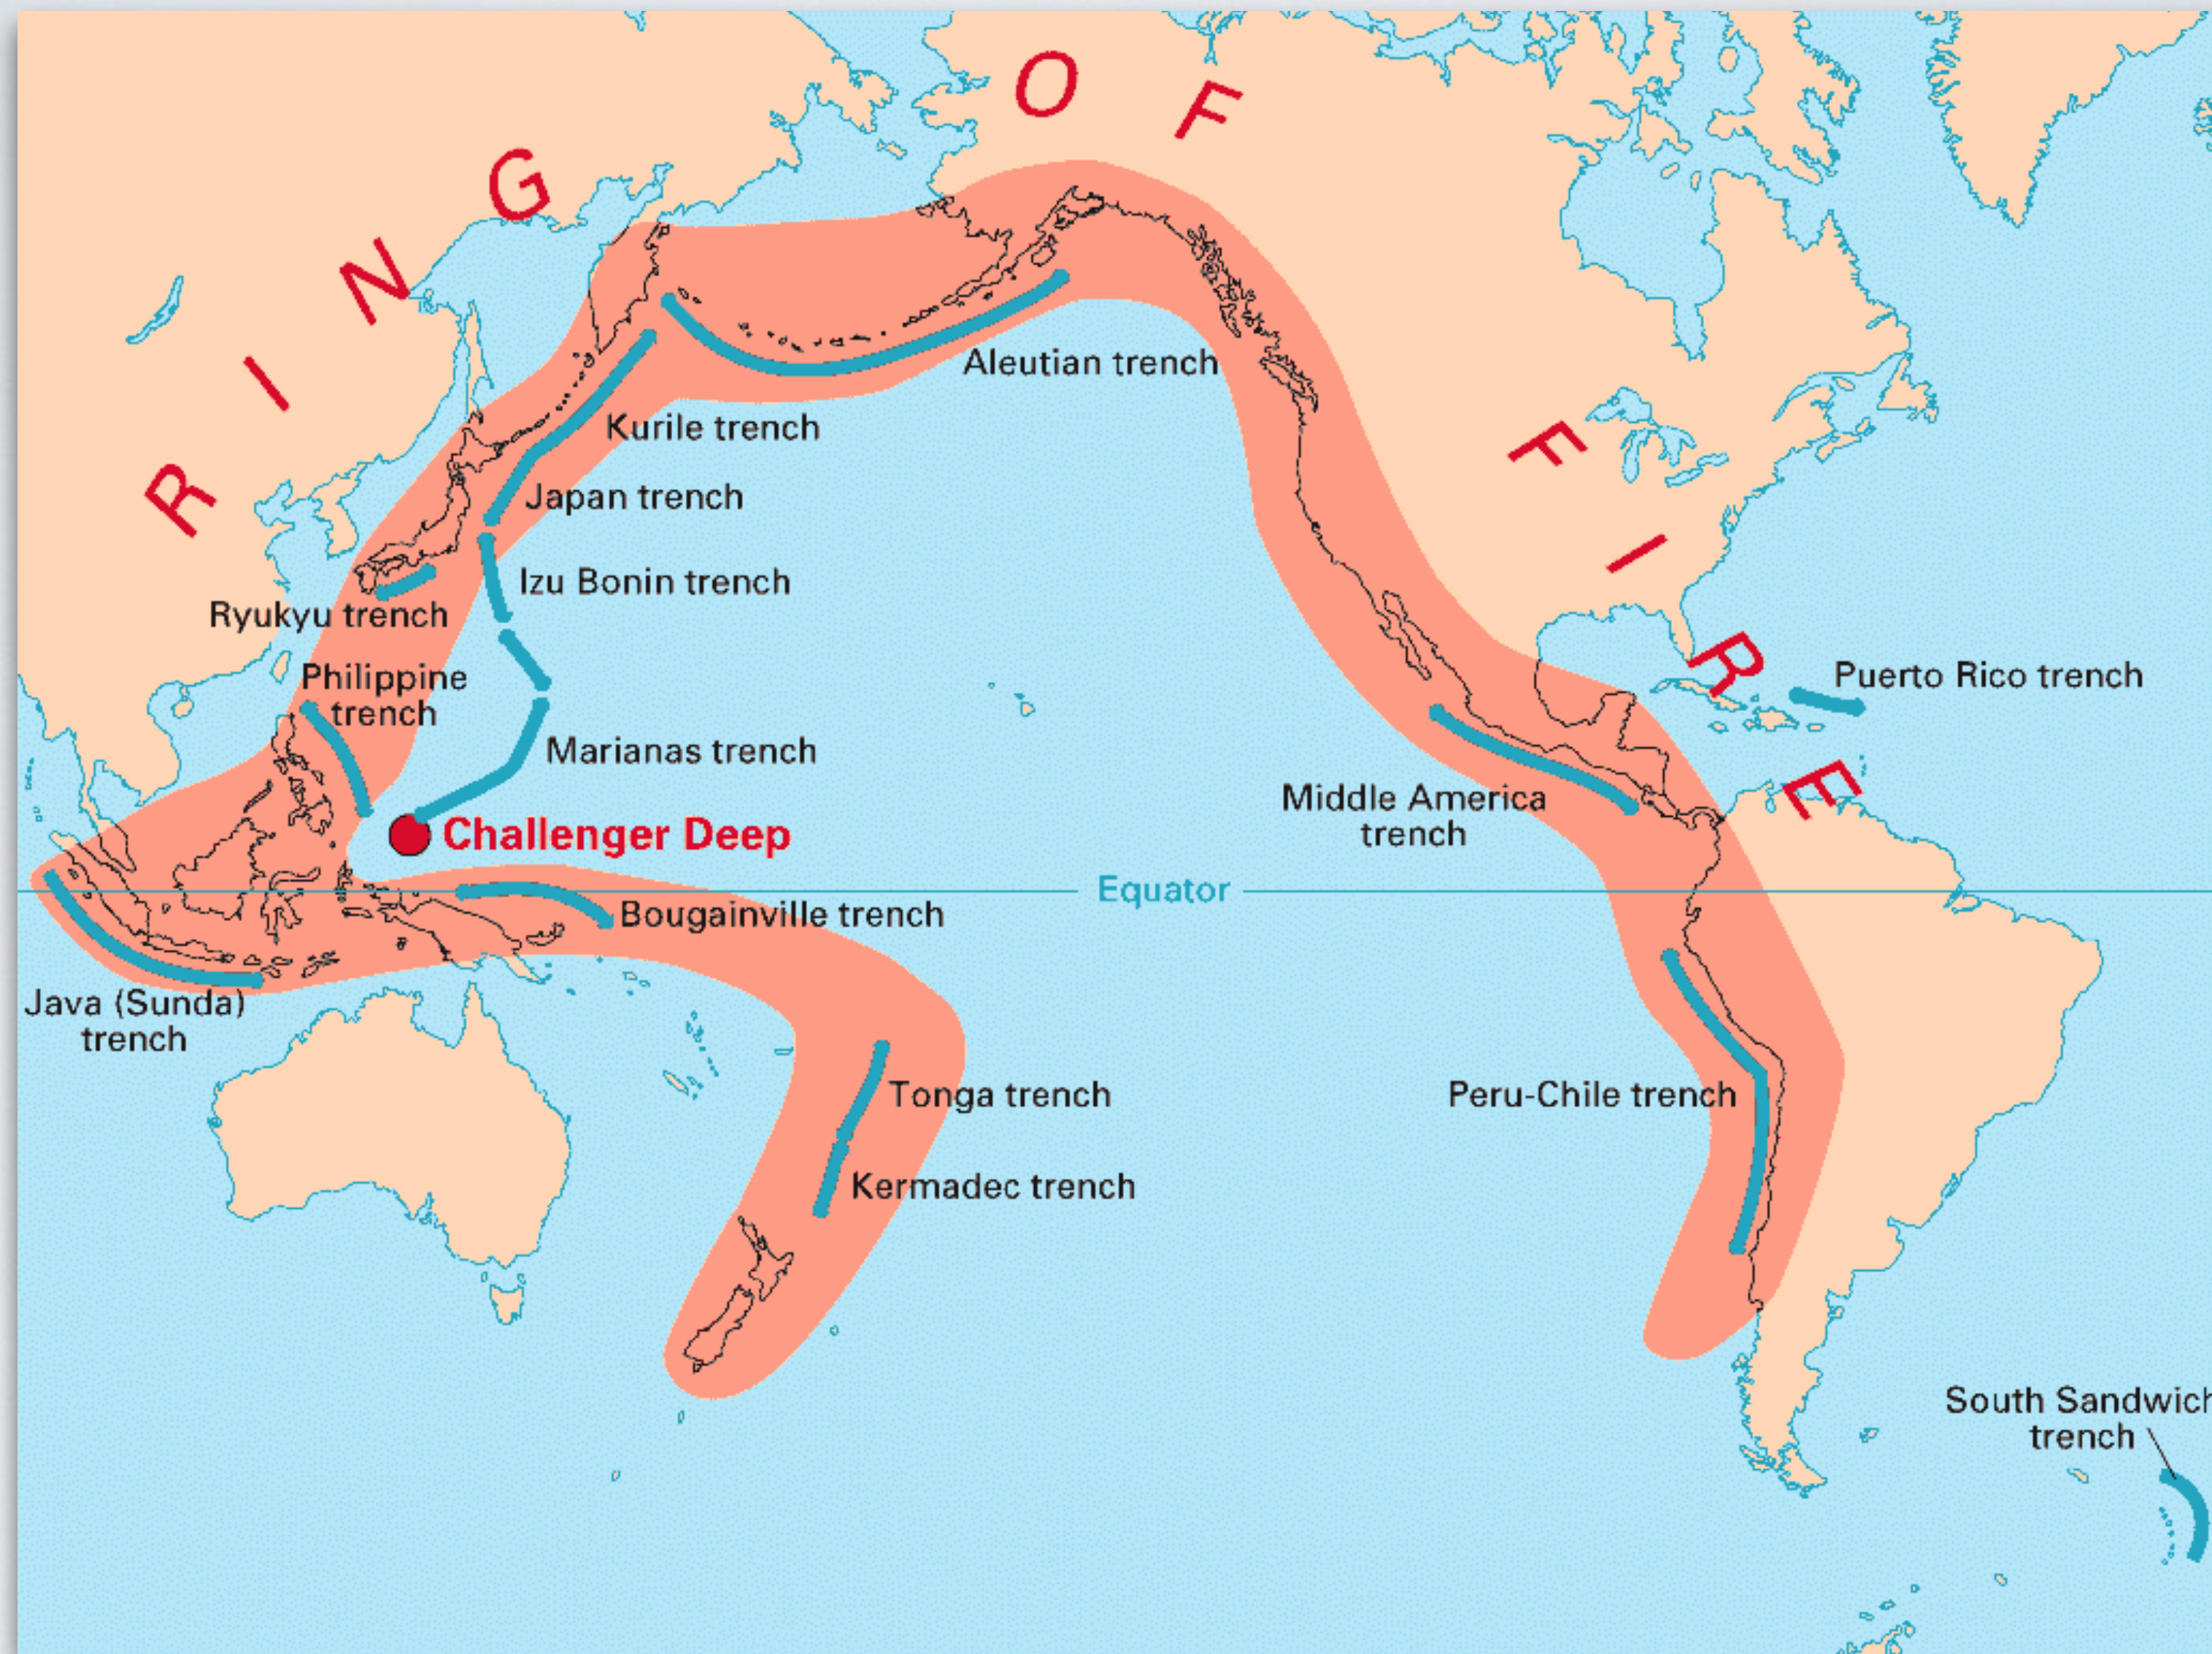 RING OF FIRE
Aleutian trench
Kurile trench
Japan trench
Izu Bonin trench
Ryukyu trench
Philippine
trench
Marianas trench
Challenger Deep
Puerto Rico trench
Middle America
trench
Equator
Bougainville trench
Java (Sunda)
trench
Tonga trench
Kermadec trench
Peru-Chile trench
South Sandwich
trench